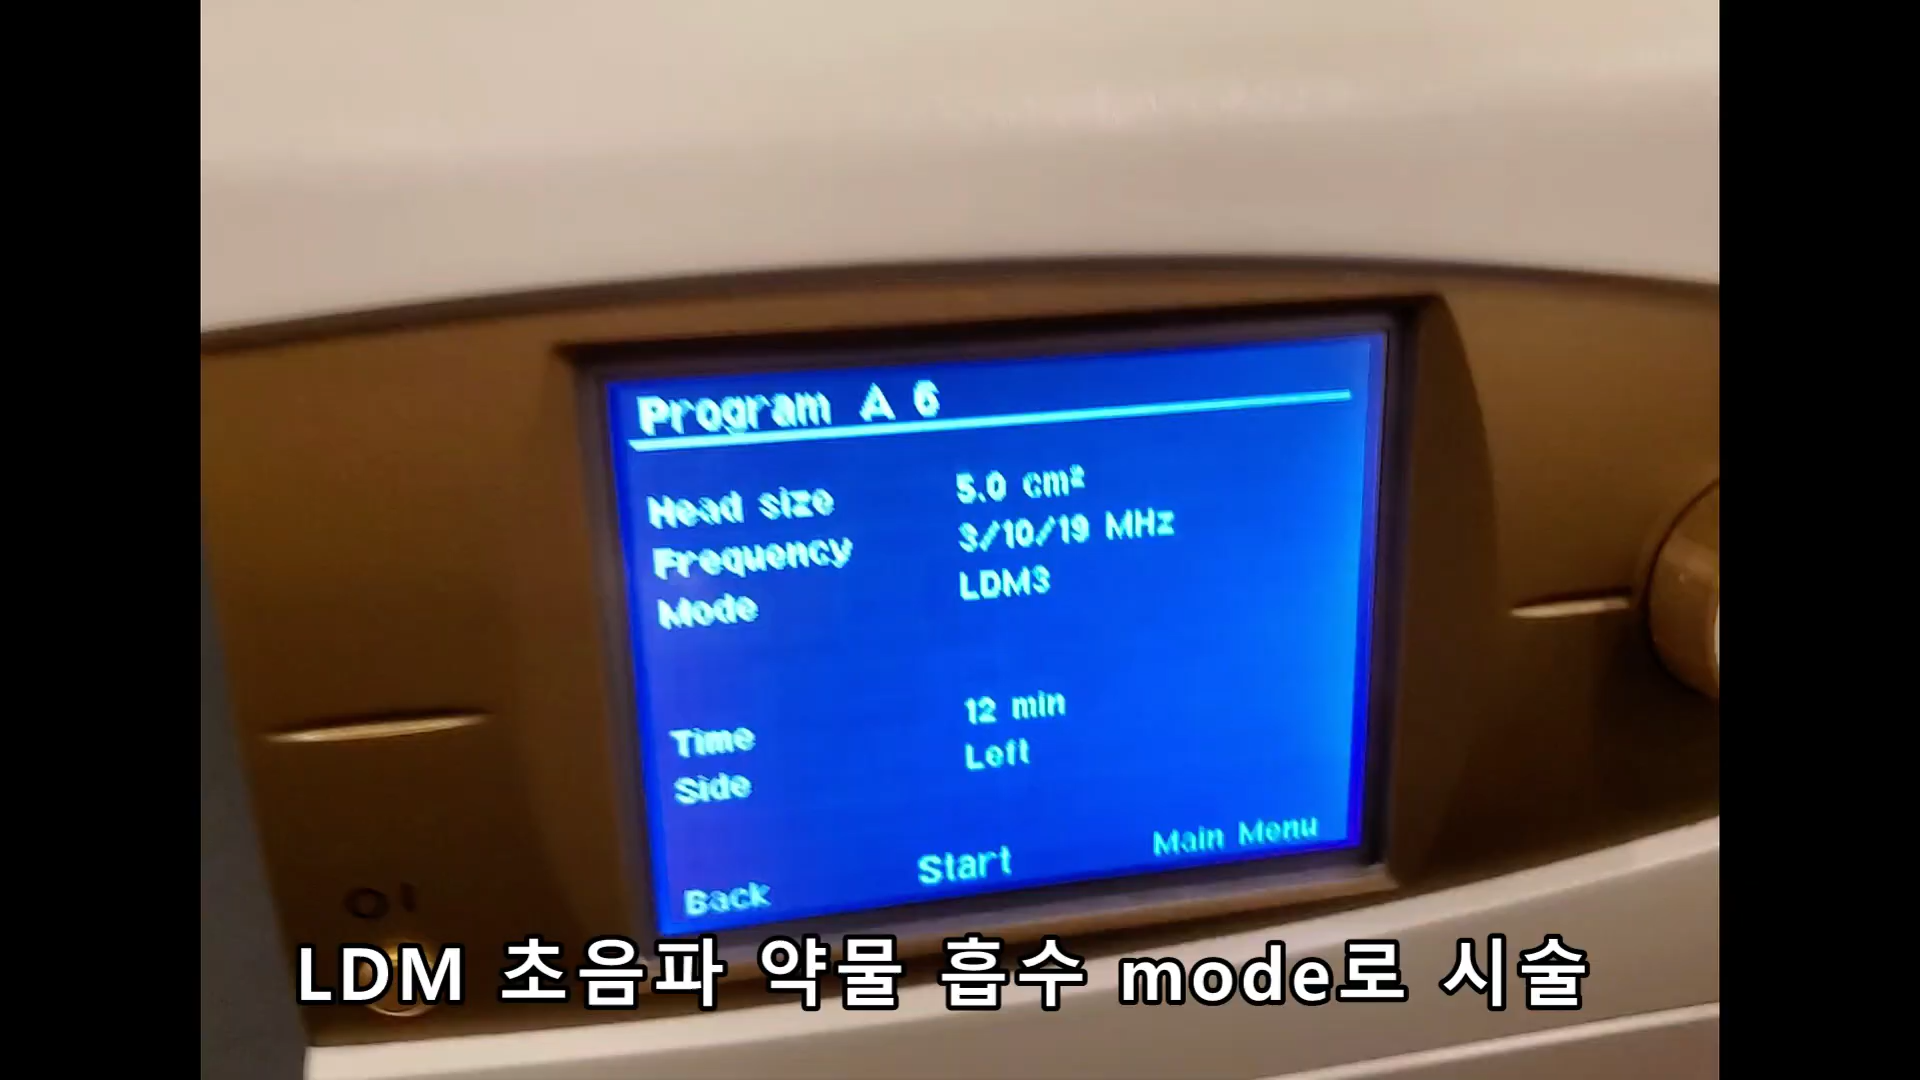 Program A 6
Head size 5.0 cm²
Frequency 3/10/19 MHz
Mode LDM3
Time 12 min
Side Left
Back Start Main Menu
LDM 초음파 약물 흡수 mode로 시술